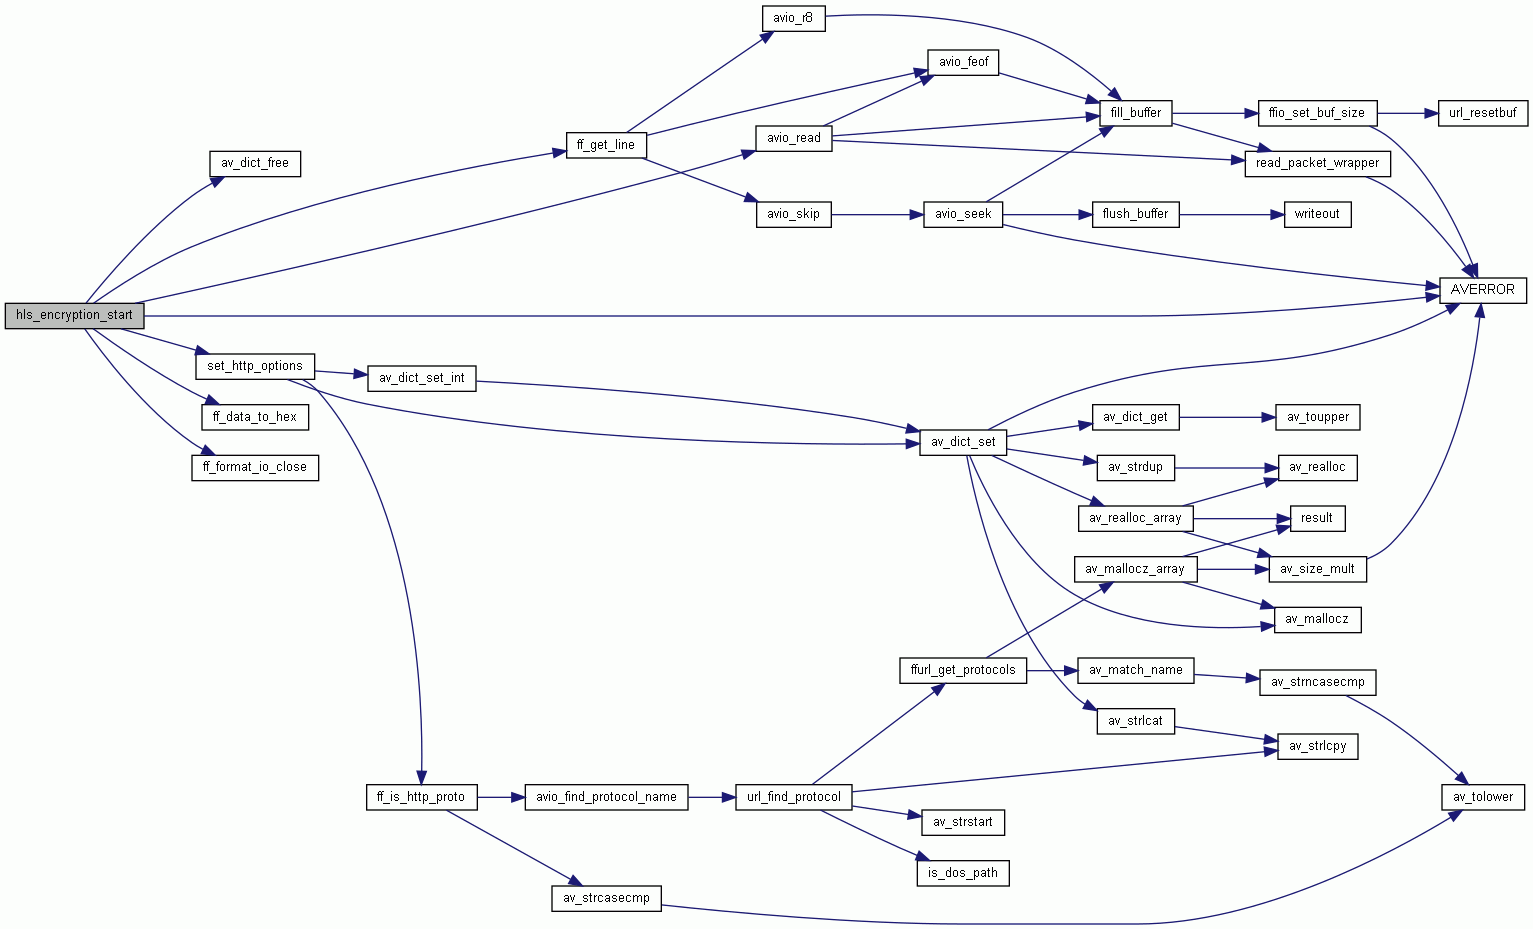 avio_r8
avio_feof
fill_buffer
ffio_set_buf_size
url_resetbuf
ff_get_line
avio_read
av_dict_free
read_packet_wrapper
avio_skip
avio_seek
flush_buffer
writeout
AVERROR
hls_encryption_start
set_http_options
av_dict_set_int
ff_data_to_hex
av_dict_get
av_toupper
av_dict_set
ff_format_io_close
av_strdup
av_realloc
av_realloc_array
result
av_mallocz_array
av_size_mult
av_mallocz
ffurl_get_protocols
av_match_name
av_strncasecmp
av_strlcat
av_strlcpy
ff_is_http_proto
avio_find_protocol_name
url_find_protocol
av_tolower
av_strstart
is_dos_path
av_strcasecmp